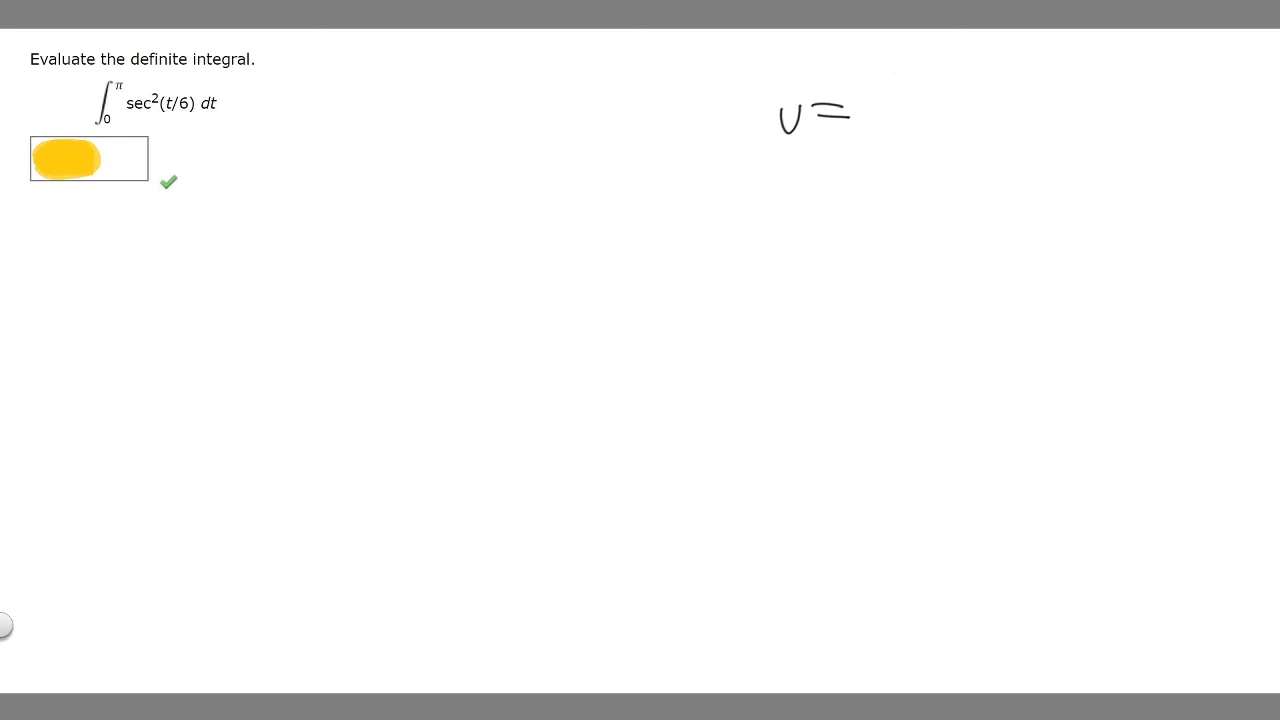 Evaluate the definite integral.
∫₀^π sec²(t/6) dt
u =